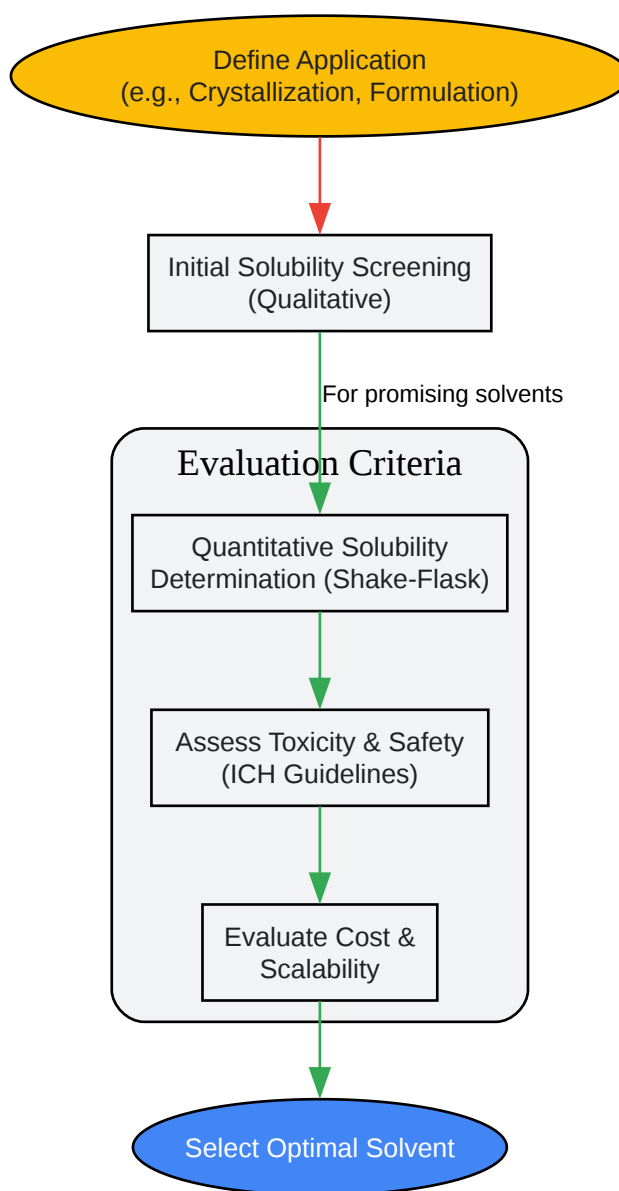 Define Application
(e.g., Crystallization, Formulation)
Initial Solubility Screening
(Qualitative)
For promising solvents
Evaluation Criteria
Quantitative Solubility
Determination (Shake-Flask)
Assess Toxicity & Safety
(ICH Guidelines)
Evaluate Cost &
Scalability
Select Optimal Solvent